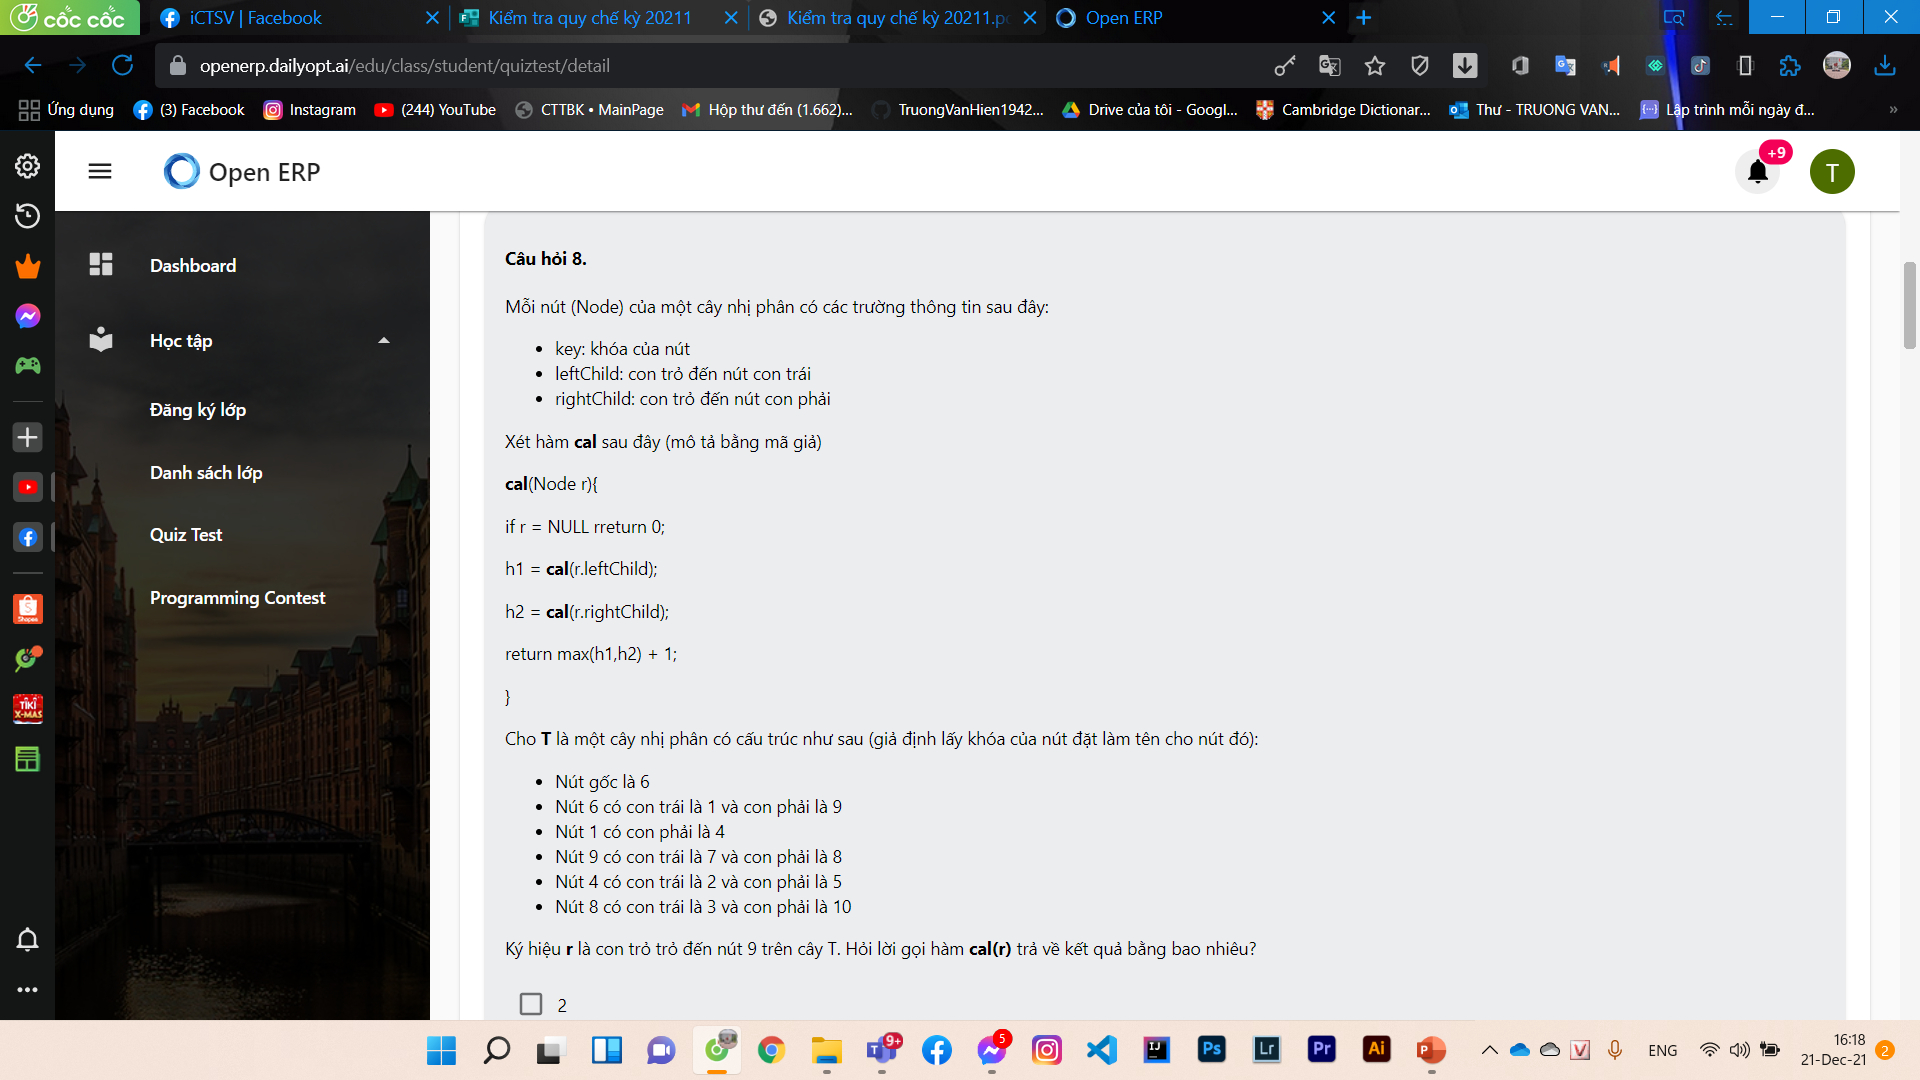 cốc cốc
iCTSV | Facebook
Kiểm tra quy chế kỳ 20211
Kiểm tra quy chế kỳ 20211.pd
Open ERP
openerp.dailyopt.ai/edu/class/student/quiztest/detail
Ứng dụng
(3) Facebook
Instagram
(244) YouTube
CTTBK • MainPage
Hộp thư đến (1.662)...
TruongVanHien1942...
Drive của tôi - Googl...
Cambridge Dictionar...
Thư - TRUONG VAN...
Lập trình mỗi ngày đ...
»
Open ERP
+9
T
Dashboard
Học tập
Đăng ký lớp
Danh sách lớp
Quiz Test
Programming Contest
Câu hỏi 8.
Mỗi nút (Node) của một cây nhị phân có các trường thông tin sau đây:
• key: khóa của nút
• leftChild: con trỏ đến nút con trái
• rightChild: con trỏ đến nút con phải
Xét hàm cal sau đây (mô tả bằng mã giả)
cal(Node r){
if r = NULL rreturn 0;
h1 = cal(r.leftChild);
h2 = cal(r.rightChild);
return max(h1,h2) + 1;
}
Cho T là một cây nhị phân có cấu trúc như sau (giả định lấy khóa của nút đặt làm tên cho nút đó):
• Nút gốc là 6
• Nút 6 có con trái là 1 và con phải là 9
• Nút 1 có con phải là 4
• Nút 9 có con trái là 7 và con phải là 8
• Nút 4 có con trái là 2 và con phải là 5
• Nút 8 có con trái là 3 và con phải là 10
Ký hiệu r là con trỏ trỏ đến nút 9 trên cây T. Hỏi lời gọi hàm cal(r) trả về kết quả bằng bao nhiêu?
2
Shopee
TIKI
X-MAS
9+
5
IJ
Ps
Lr
Pr
Ai
P
V
ENG
16:18
21-Dec-21
2